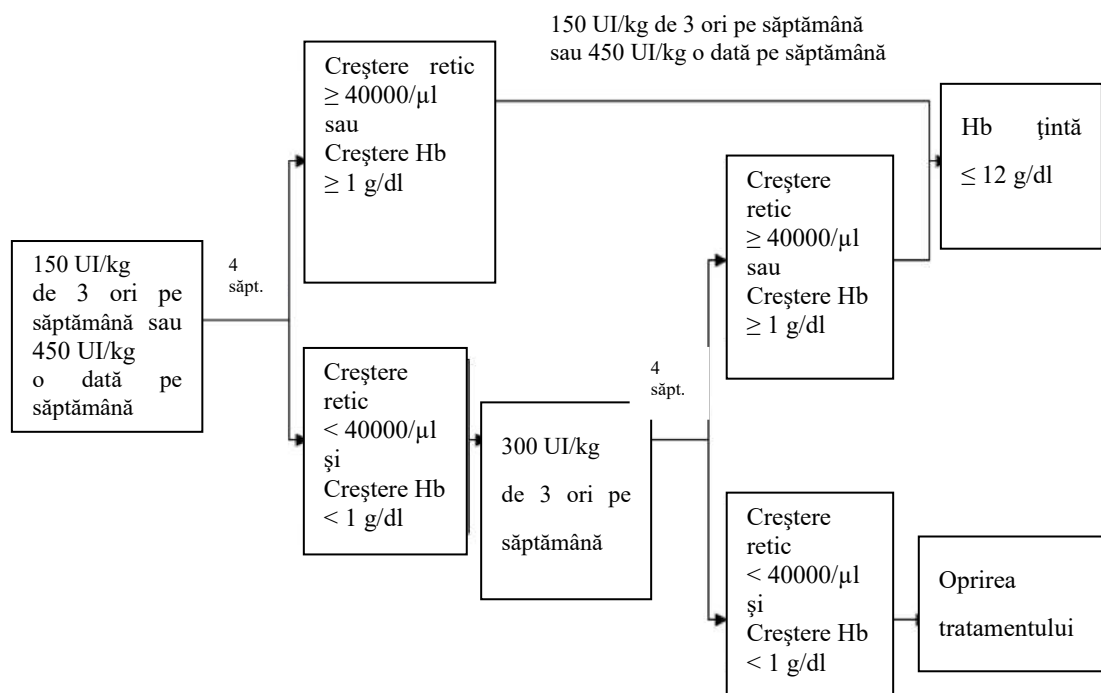 150 UI/kg de 3 ori pe săptămână
sau 450 UI/kg o dată pe săptămână
Creştere retic
≥ 40000/µl
sau
Creştere Hb
≥ 1 g/dl
Hb ţintă
≤ 12 g/dl
Creştere
retic
≥ 40000/µl
sau
Creştere Hb
≥ 1 g/dl
150 UI/kg
de 3 ori pe
săptămână sau
450 UI/kg
o dată pe
săptămână
4
săpt.
Creştere
retic
< 40000/µl
şi
Creştere Hb
< 1 g/dl
300 UI/kg
de 3 ori pe
săptămână
4
săpt.
Creştere
retic
< 40000/µl
şi
Creştere Hb
< 1 g/dl
Oprirea
tratamentului